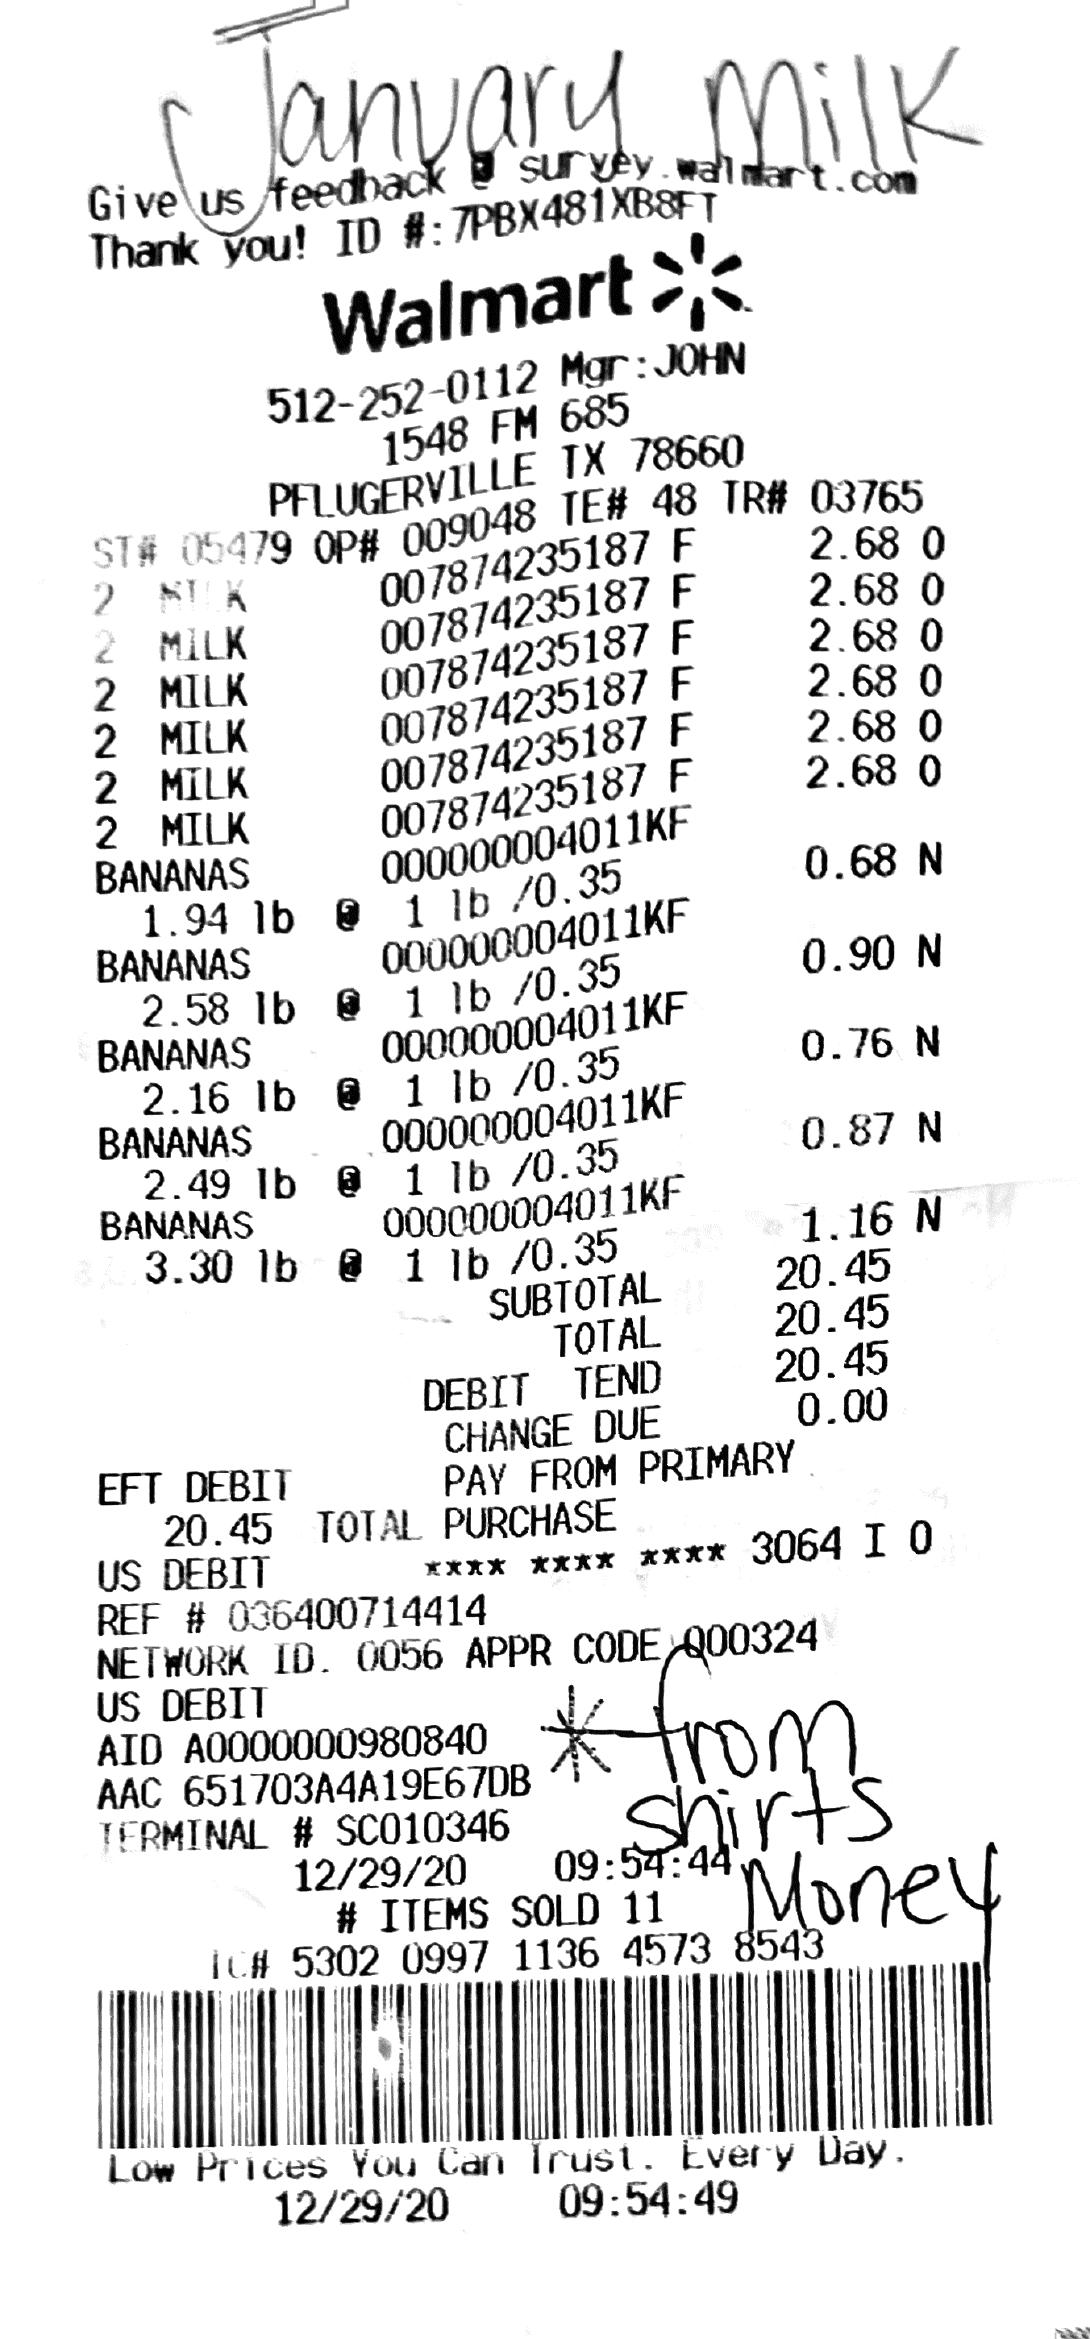 January Milk
Give us feedback @ survey.walmart.com
Thank you! ID #:7PBX481XB8FT
Walmart
512-252-0112 Mgr:JOHN
1548 FM 685
PFLUGERVILLE TX 78660
ST# 05479 OP# 009048 TE# 48 TR# 03765
2 MILK 007874235187 F 2.68 O
2 MILK 007874235187 F 2.68 O
2 MILK 007874235187 F 2.68 O
2 MILK 007874235187 F 2.68 O
2 MILK 007874235187 F 2.68 O
2 MILK 007874235187 F 2.68 O
BANANAS 000000004011KF
1.94 lb @ 1 lb /0.35 0.68 N
BANANAS 000000004011KF
2.58 lb @ 1 lb /0.35 0.90 N
BANANAS 000000004011KF
2.16 lb @ 1 lb /0.35 0.76 N
BANANAS 000000004011KF
2.49 lb @ 1 lb /0.35 0.87 N
BANANAS 000000004011KF
3.30 lb @ 1 lb /0.35 1.16 N
SUBTOTAL 20.45
TOTAL 20.45
DEBIT TEND 20.45
CHANGE DUE 0.00
EFT DEBIT PAY FROM PRIMARY
20.45 TOTAL PURCHASE
US DEBIT **** **** **** 3064 I 0
REF # 036400714414
NETWORK ID. 0056 APPR CODE Q00324
US DEBIT
AID A0000000980840
AAC 651703A4A19E67DB
TERMINAL # SC010346
*from
shirts
Money
12/29/20 09:54:44
# ITEMS SOLD 11
TC# 5302 0997 1136 4573 8543
Low Prices You Can Trust. Every Day.
12/29/20 09:54:49